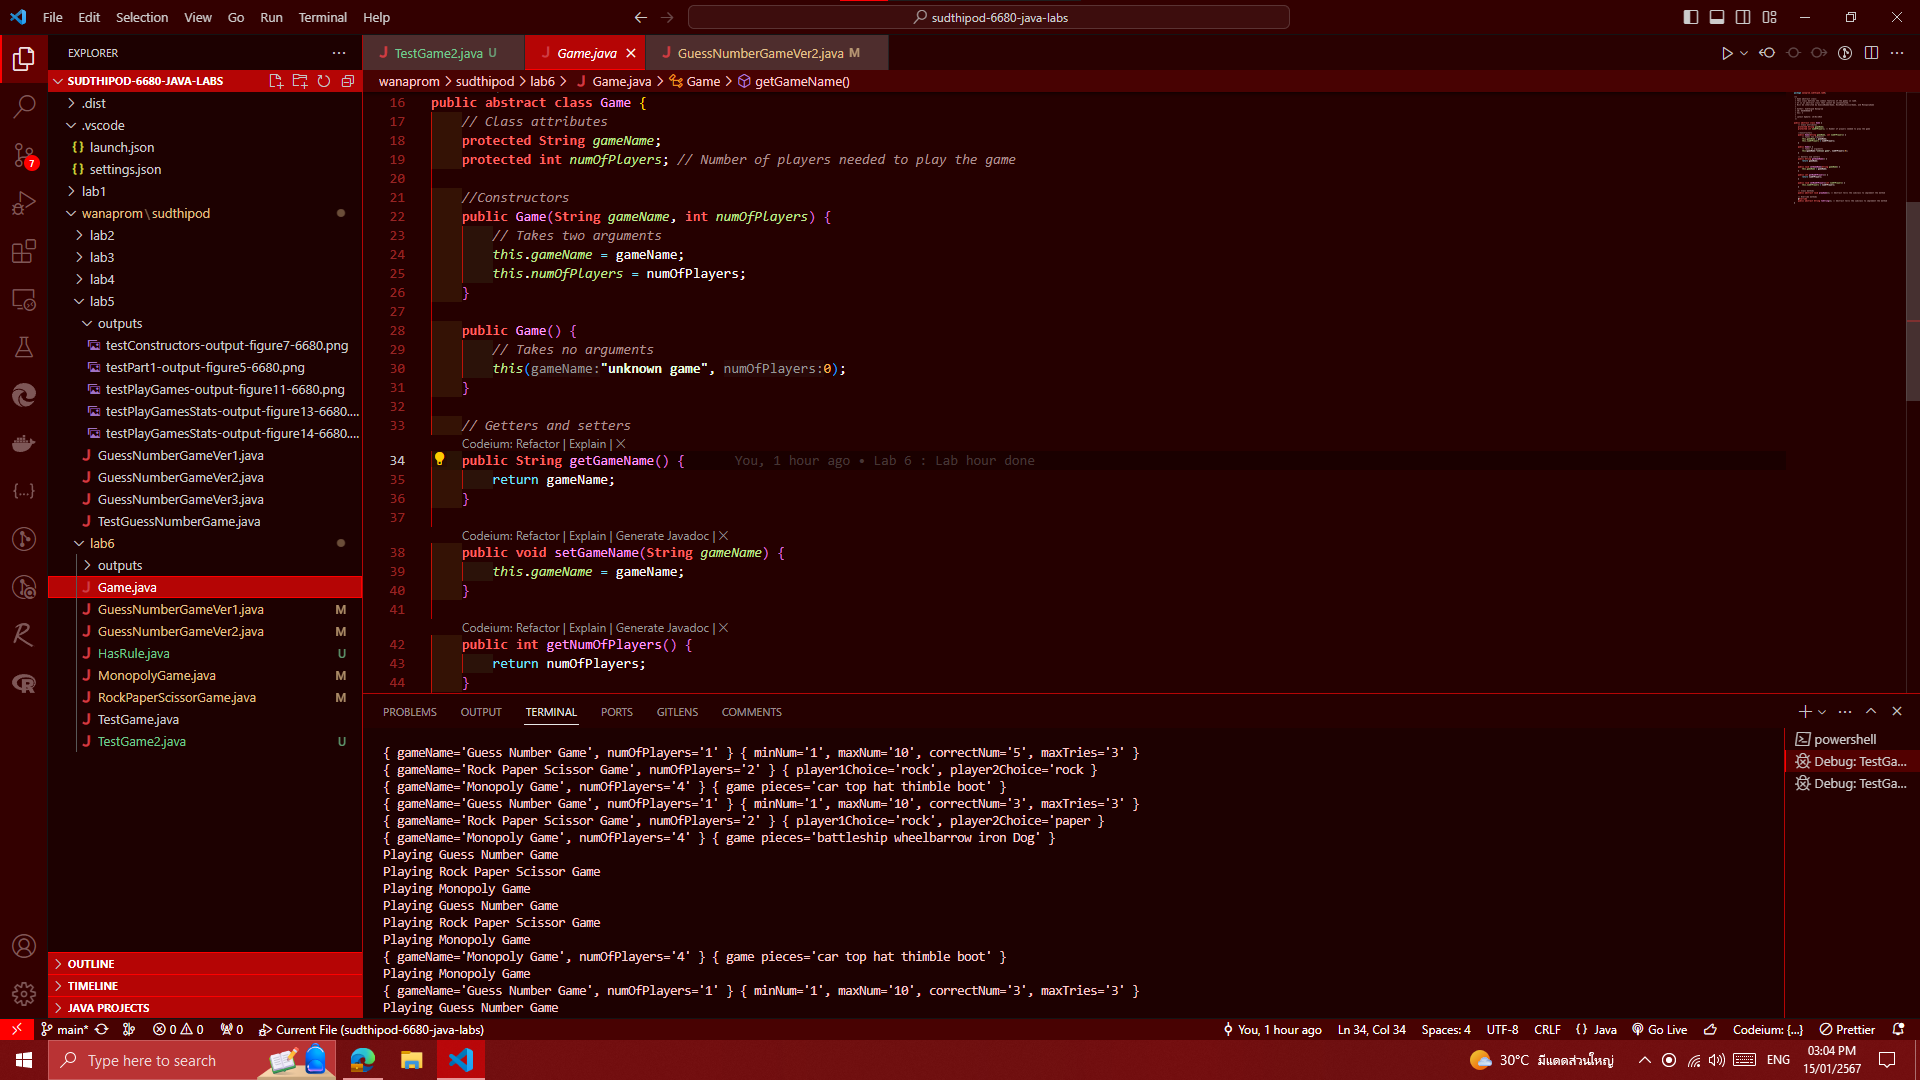 File Edit Selection View Go Run Terminal Help
sudthipod-6680-java-labs
EXPLORER
SUDTHIPOD-6680-JAVA-LABS
.dist
.vscode
{} launch.json
{} settings.json
lab1
wanaprom\sudthipod
lab2
lab3
lab4
lab5
outputs
testConstructors-output-figure7-6680.png
testPart1-output-figure5-6680.png
testPlayGames-output-figure11-6680.png
testPlayGamesStats-output-figure13-6680....
testPlayGamesStats-output-figure14-6680....
J GuessNumberGameVer1.java
J GuessNumberGameVer2.java
J GuessNumberGameVer3.java
J TestGuessNumberGame.java
lab6
outputs
J Game.java
J GuessNumberGameVer1.java M
J GuessNumberGameVer2.java M
J HasRule.java U
J MonopolyGame.java M
J RockPaperScissorGame.java M
J TestGame.java
J TestGame2.java U
OUTLINE
TIMELINE
JAVA PROJECTS
7
J TestGame2.java U J Game.java J GuessNumberGameVer2.java M
wanaprom > sudthipod > lab6 > J Game.java > Game > getGameName()
16 public abstract class Game {
17 // Class attributes
18 protected String gameName;
19 protected int numOfPlayers; // Number of players needed to play the game
20
21 //Constructors
22 public Game(String gameName, int numOfPlayers) {
23 // Takes two arguments
24 this.gameName = gameName;
25 this.numOfPlayers = numOfPlayers;
26 }
27
28 public Game() {
29 // Takes no arguments
30 this(gameName:"unknown game", numOfPlayers:0);
31 }
32
33 // Getters and setters
Codeium: Refactor | Explain | X
34 public String getGameName() { You, 1 hour ago • Lab 6 : Lab hour done
35 return gameName;
36 }
37
Codeium: Refactor | Explain | Generate Javadoc | X
38 public void setGameName(String gameName) {
39 this.gameName = gameName;
40 }
41
Codeium: Refactor | Explain | Generate Javadoc | X
42 public int getNumOfPlayers() {
43 return numOfPlayers;
44 }
PROBLEMS OUTPUT TERMINAL PORTS GITLENS COMMENTS
{ gameName='Guess Number Game', numOfPlayers='1' } { minNum='1', maxNum='10', correctNum='5', maxTries='3' }
{ gameName='Rock Paper Scissor Game', numOfPlayers='2' } { player1Choice='rock', player2Choice='rock }
{ gameName='Monopoly Game', numOfPlayers='4' } { game pieces='car top hat thimble boot' }
{ gameName='Guess Number Game', numOfPlayers='1' } { minNum='1', maxNum='10', correctNum='3', maxTries='3' }
{ gameName='Rock Paper Scissor Game', numOfPlayers='2' } { player1Choice='rock', player2Choice='paper }
{ gameName='Monopoly Game', numOfPlayers='4' } { game pieces='battleship wheelbarrow iron Dog' }
Playing Guess Number Game
Playing Rock Paper Scissor Game
Playing Monopoly Game
Playing Guess Number Game
Playing Rock Paper Scissor Game
Playing Monopoly Game
{ gameName='Monopoly Game', numOfPlayers='4' } { game pieces='car top hat thimble boot' }
Playing Monopoly Game
{ gameName='Guess Number Game', numOfPlayers='1' } { minNum='1', maxNum='10', correctNum='3', maxTries='3' }
Playing Guess Number Game
powershell
Debug: TestGa...
Debug: TestGa...
main* 0 0 0 Current File (sudthipod-6680-java-labs) You, 1 hour ago Ln 34, Col 34 Spaces: 4 UTF-8 CRLF {} Java Go Live Codeium: {...} Prettier
Type here to search
30°C มีแดดส่วนใหญ่ ENG
03:04 PM
15/01/2567